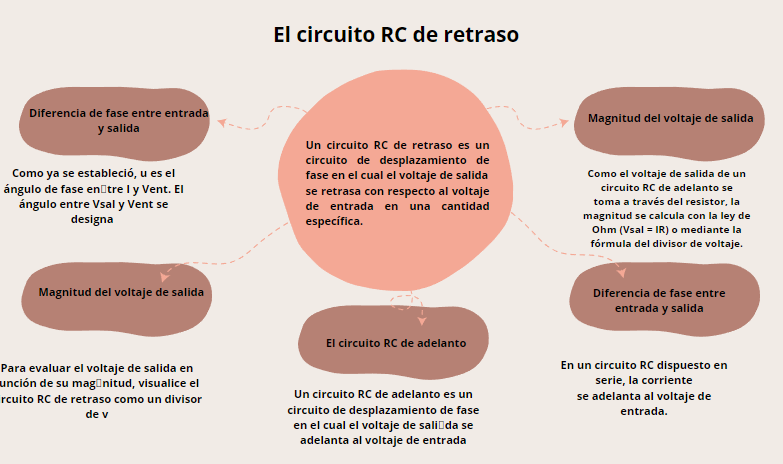 El circuito RC de retraso
Diferencia de fase entre entrada
y salida
Como ya se estableció, u es el
ángulo de fase en▯tre I y Vent. El
ángulo entre Vsal y Vent se
designa
Magnitud del voltaje de salida
Para evaluar el voltaje de salida en
unción de su mag▯nitud, visualice el
rcuito RC de retraso como un divisor
de v
Un circuito RC de retraso es un
circuito de desplazamiento de
fase en el cual el voltaje de salida
se retrasa con respecto al voltaje
de entrada en una cantidad
específica.
El circuito RC de adelanto
Un circuito RC de adelanto es un
circuito de desplazamiento de fase
en el cual el voltaje de sali▯da se
adelanta al voltaje de entrada
Magnitud del voltaje de salida
Como el voltaje de salida de un
circuito RC de adelanto se
toma a través del resistor, la
magnitud se calcula con la ley de
Ohm (Vsal = IR) o mediante la
fórmula del divisor de voltaje.
Diferencia de fase entre
entrada y salida
En un circuito RC dispuesto en
serie, la corriente
se adelanta al voltaje de
entrada.